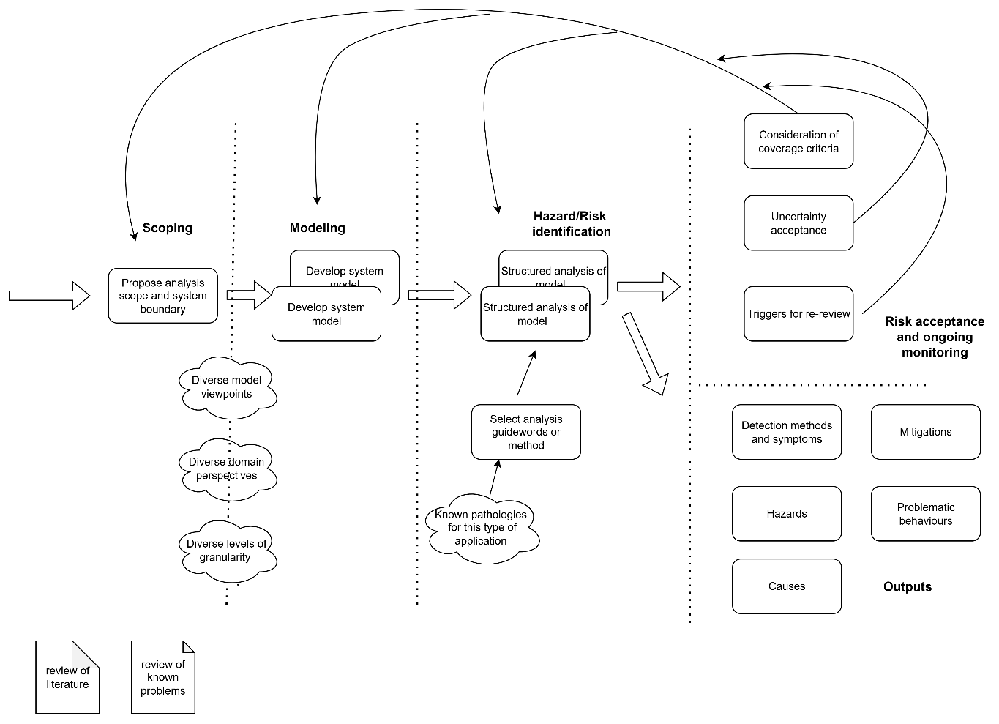 Consideration of
coverage criteria
Uncertainty
acceptance
Triggers for re-review
Risk acceptance
and ongoing
monitoring
Scoping
Propose analysis
scope and system
boundary
Modeling
Develop system
model
Develop system
model
Hazard/Risk
identification
Structured analysis of
model
Structured analysis of
model
Diverse model
viewpoints
Diverse domain
perspectives
Diverse levels of
granularity
Select analysis
guidewords or
method
Known pathologies
for this type of
application
Detection methods
and symptoms
Mitigations
Hazards
Problematic
behaviours
Causes
Outputs
review of
literature
review of
known
problems